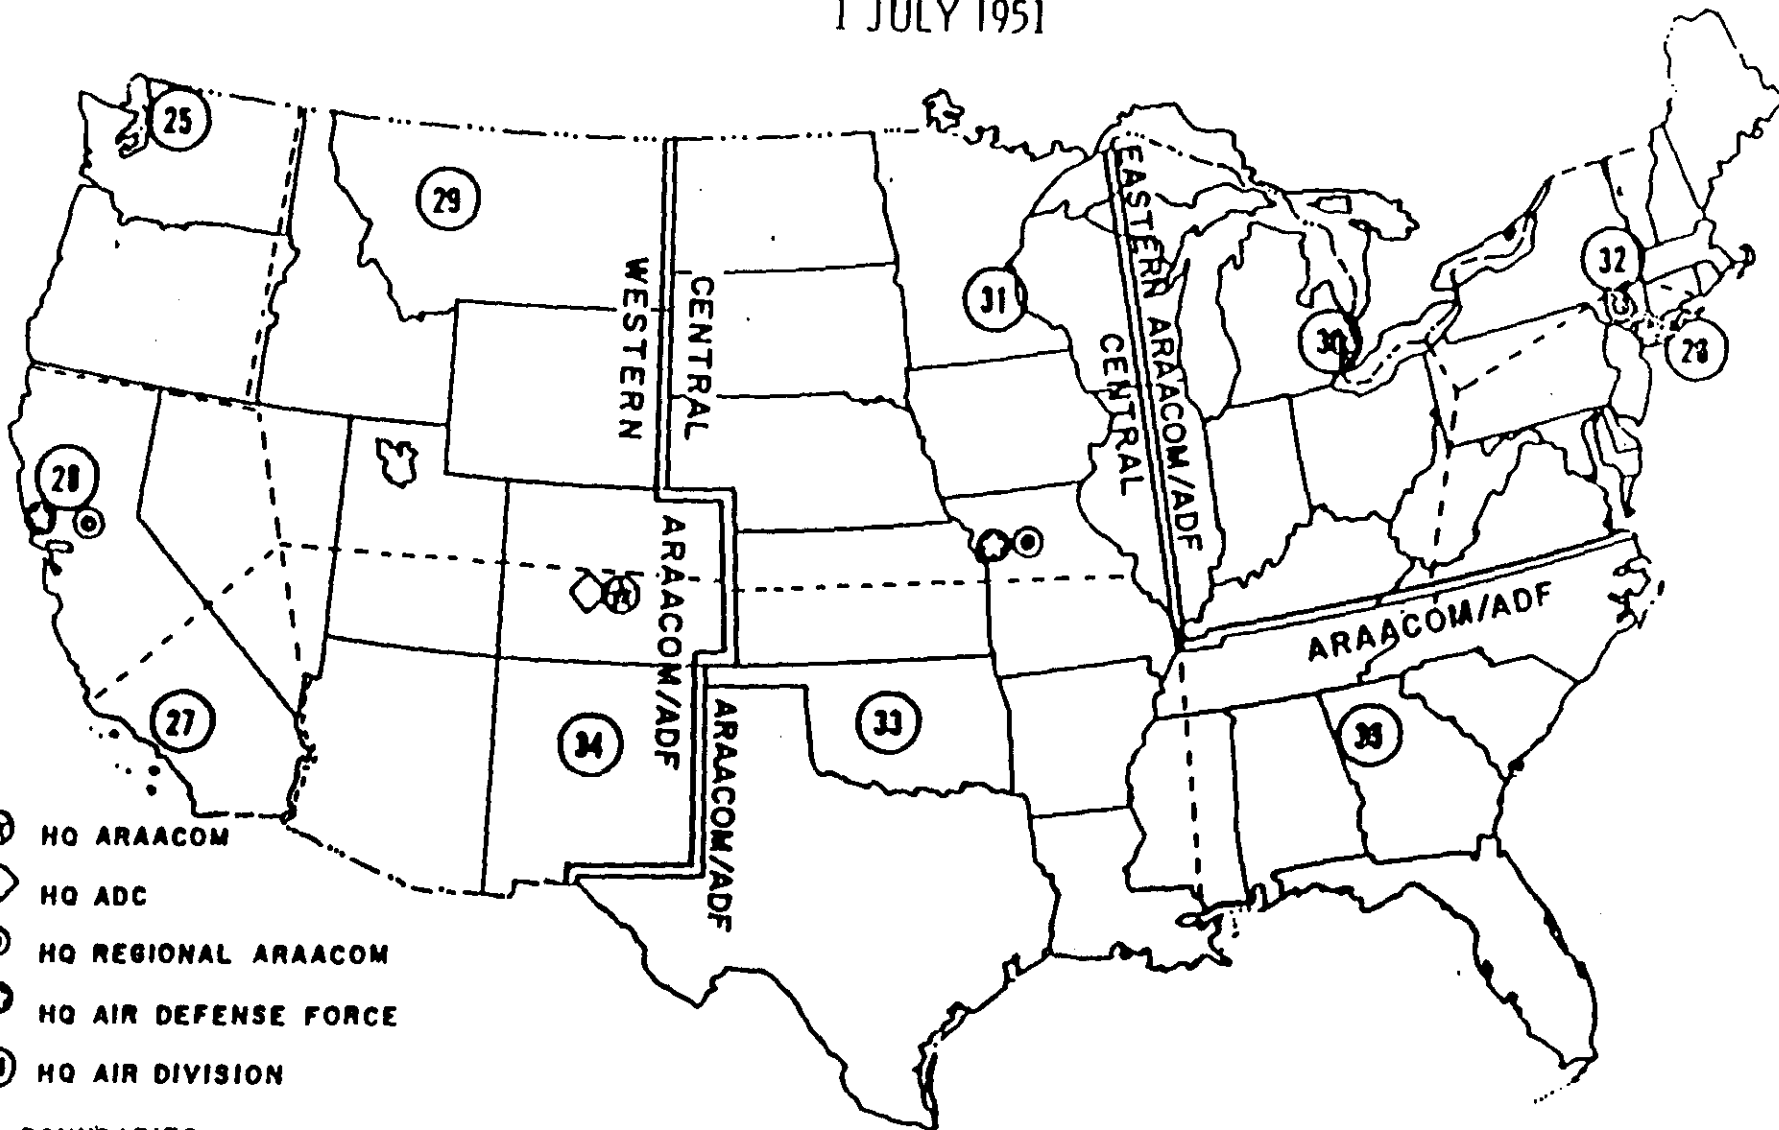 1 JULY 1951
25
29
WESTERN
CENTRAL
31
EASTERN ARAACOM/ADF
CENTRAL
32
30
28
ARAACOM/ADF
ARAACOM/ADF
27
34
ARAACOM/ADF
33
35
HQ ARAACOM
HQ ADC
HQ REGIONAL ARAACOM
HQ AIR DEFENSE FORCE
HQ AIR DIVISION